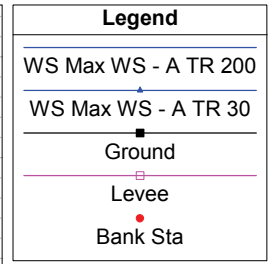 Legend
WS Max WS - A TR 200
WS Max WS - A TR 30
Ground
Levee
Bank Sta